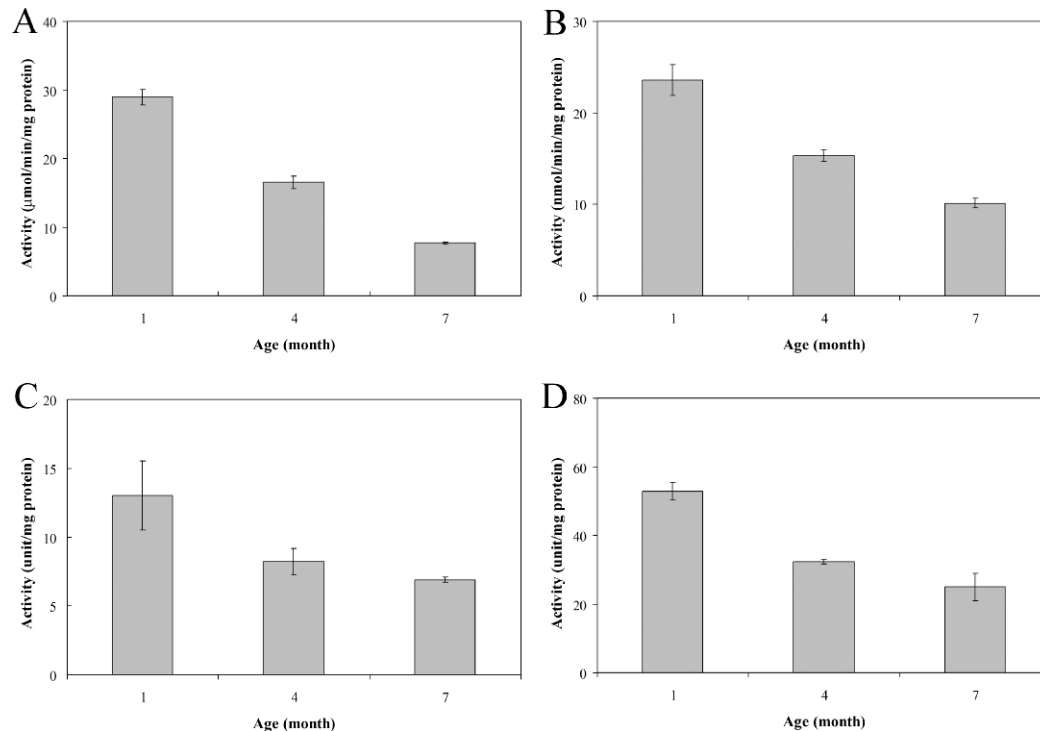 A
Activity (µmol/min/mg protein)
40
30
20
10
0
1 4 7
Age (month)
B
Activity (nmol/min/mg protein)
30
20
10
0
1 4 7
Age (month)
C
Activity (unit/mg protein)
20
15
10
5
0
1 4 7
Age (month)
D
Activity (unit/mg protein)
80
60
40
20
0
1 4 7
Age (month)